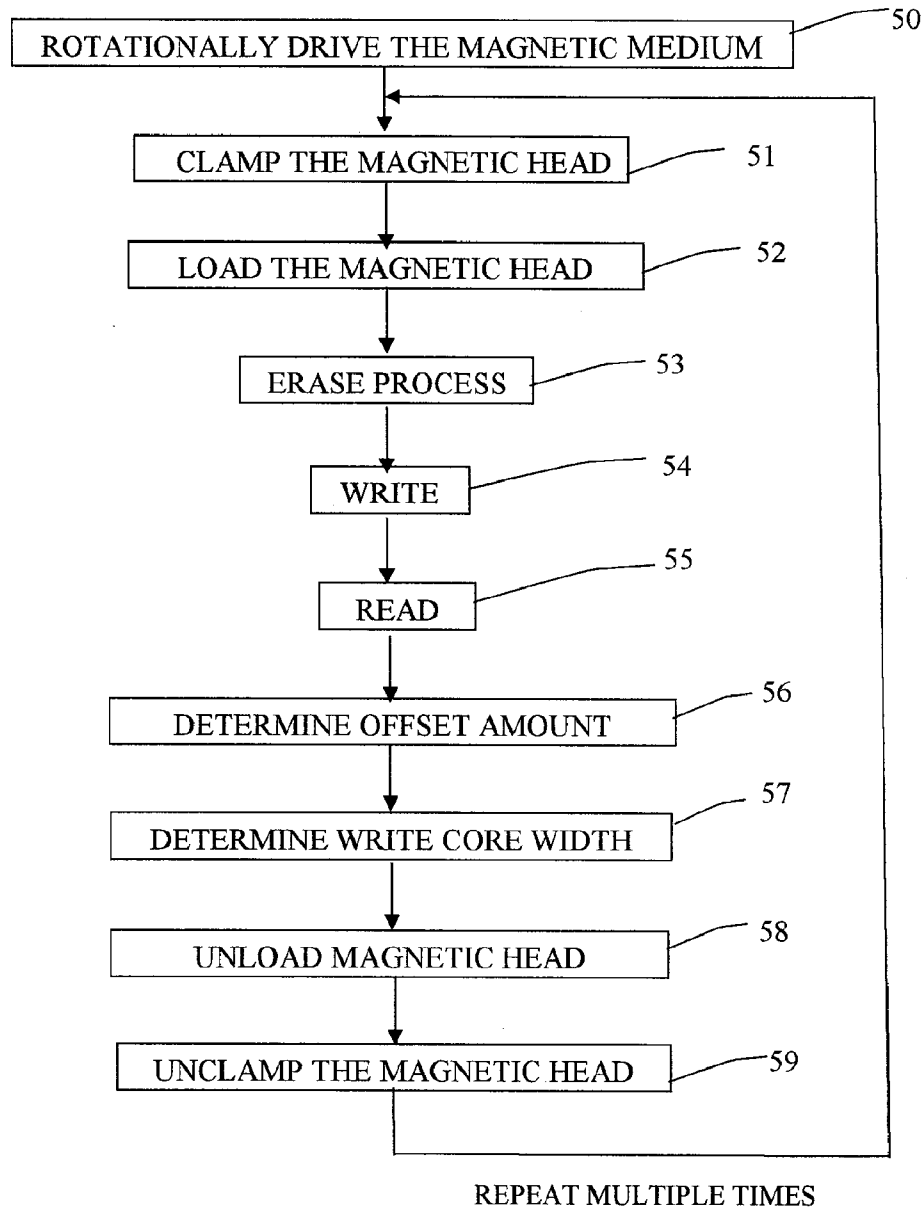 50
ROTATIONALLY DRIVE THE MAGNETIC MEDIUM
CLAMP THE MAGNETIC HEAD
51
LOAD THE MAGNETIC HEAD
52
ERASE PROCESS
53
WRITE
54
READ
55
DETERMINE OFFSET AMOUNT
56
DETERMINE WRITE CORE WIDTH
57
UNLOAD MAGNETIC HEAD
58
UNCLAMP THE MAGNETIC HEAD
59
REPEAT MULTIPLE TIMES